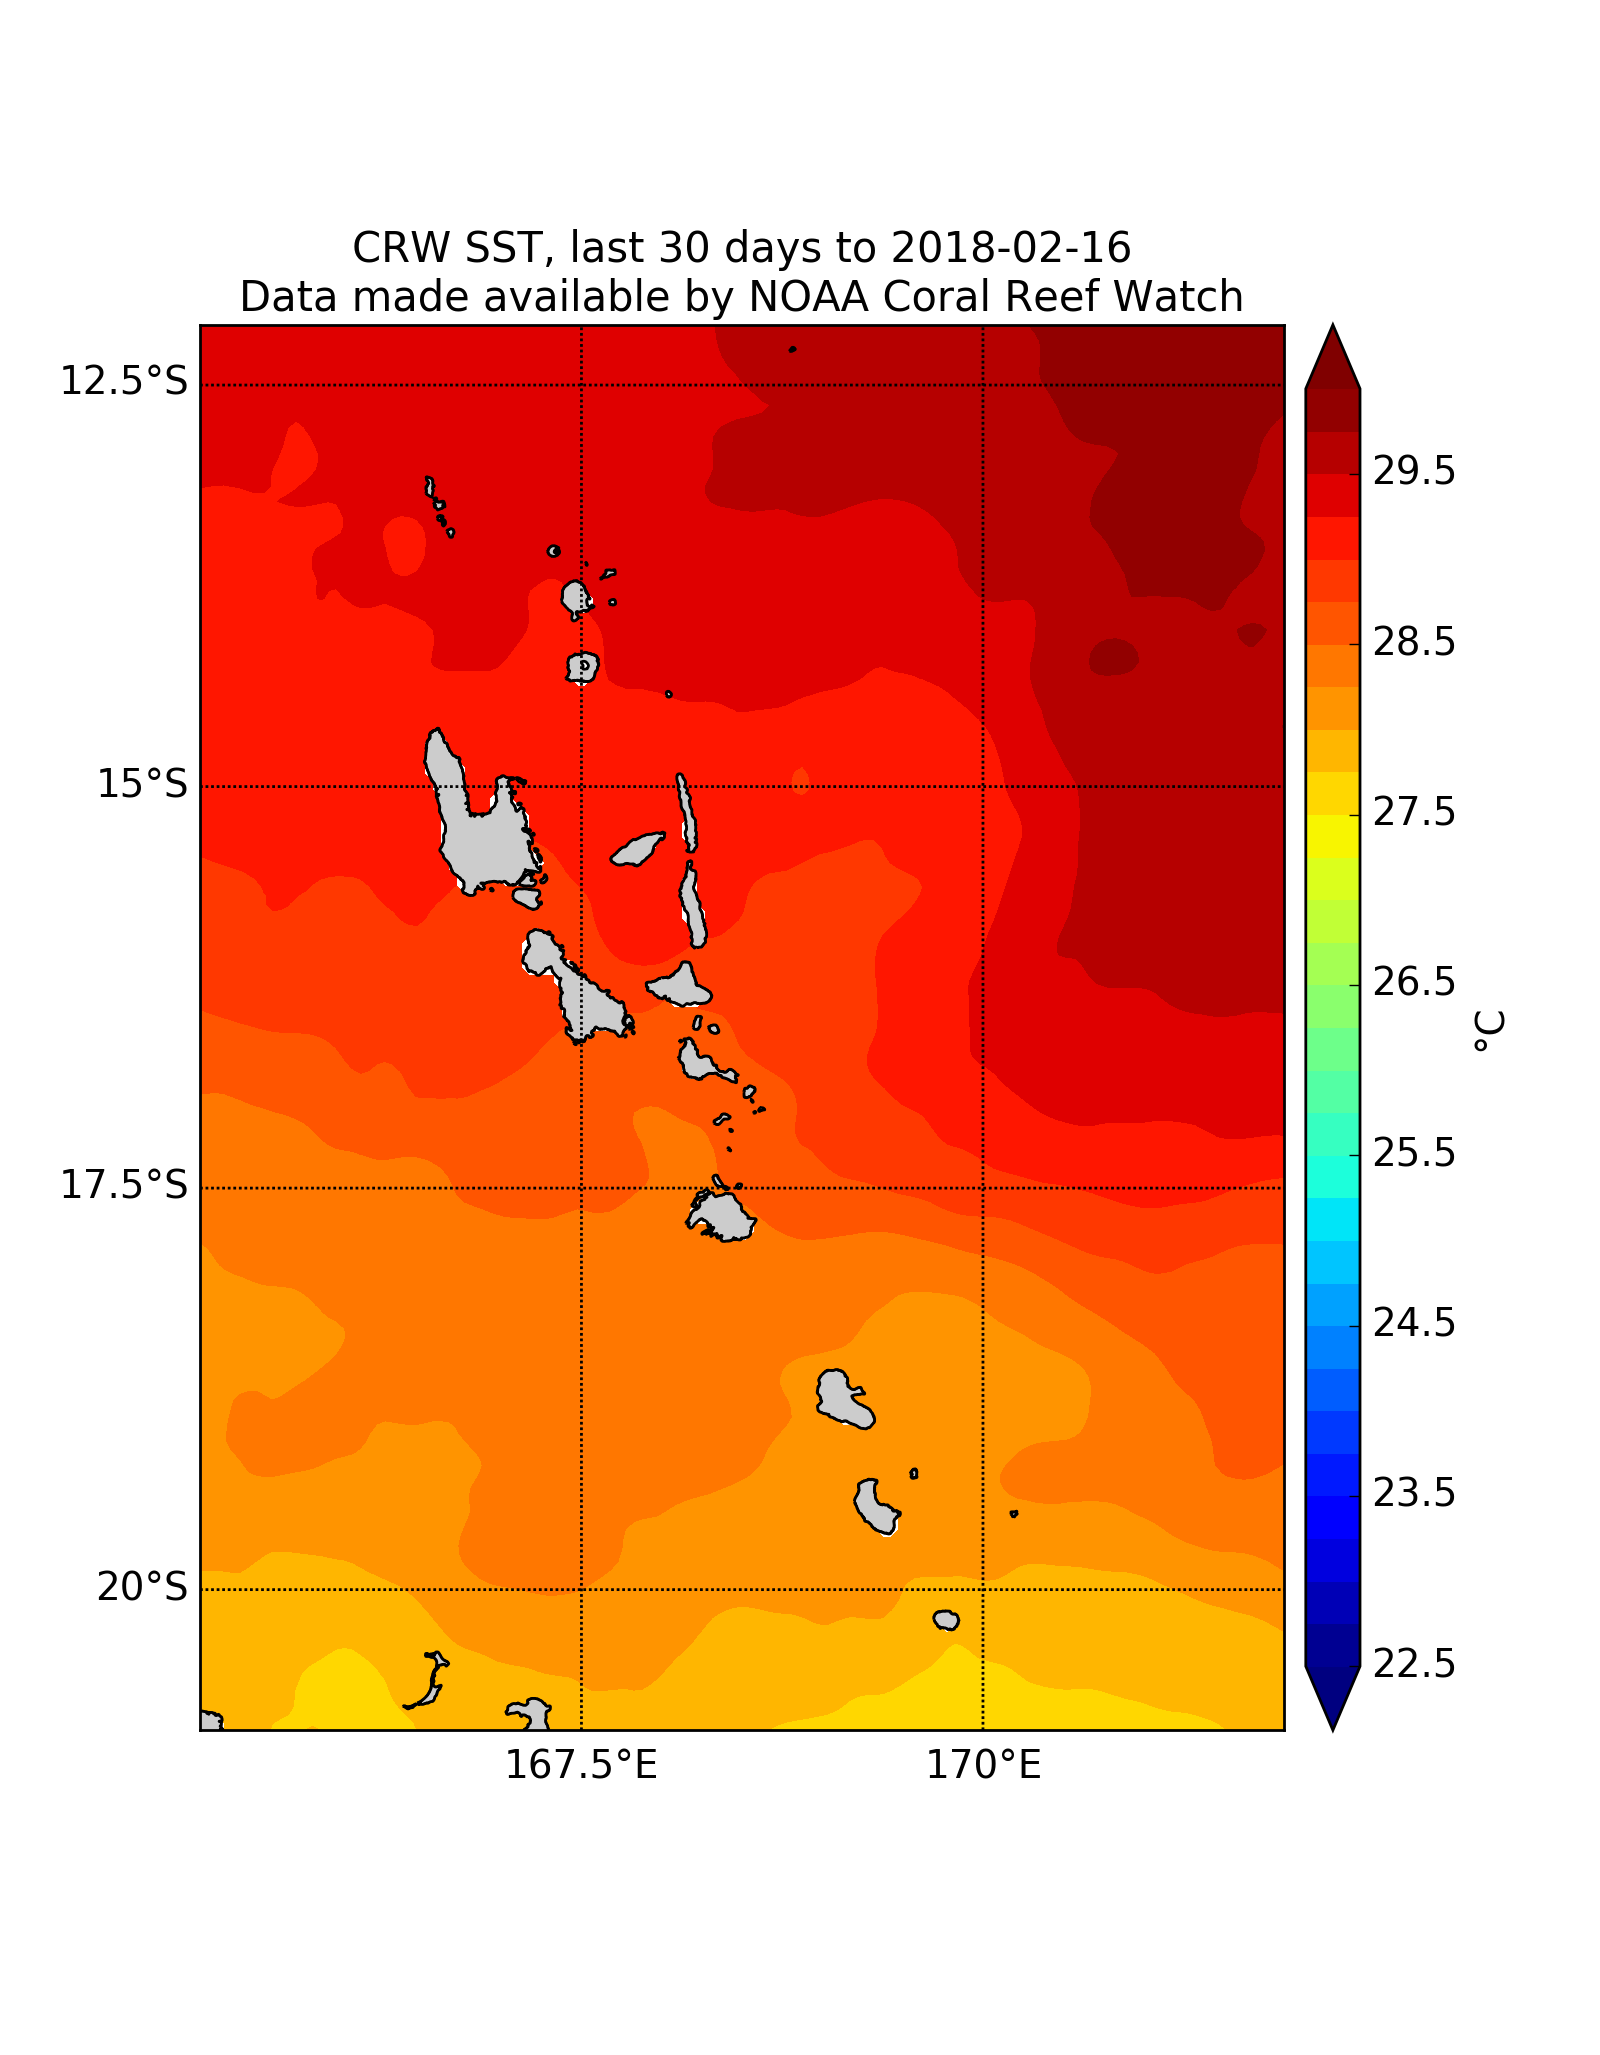 CRW SST, last 30 days to 2018-02-16
Data made available by NOAA Coral Reef Watch
12.5°S
15°S
17.5°S
20°S
167.5°E
170°E
29.5
28.5
27.5
26.5
25.5
24.5
23.5
22.5
°C